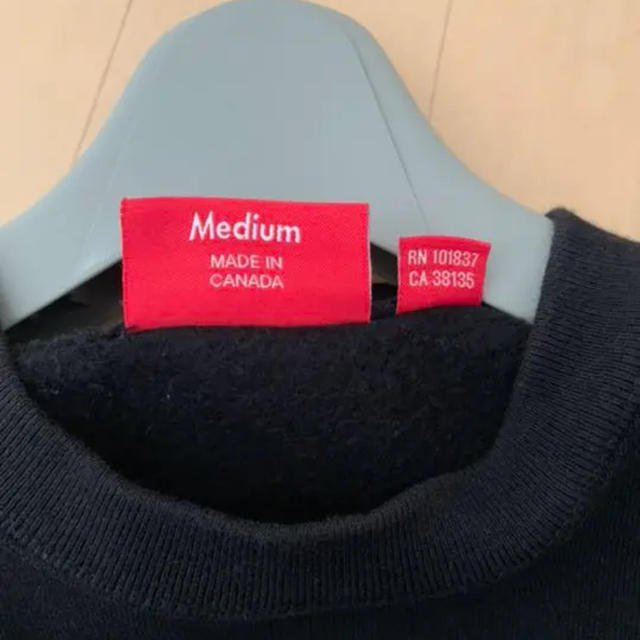 Medium
MADE IN
CANADA
RN 101837
CA 38135